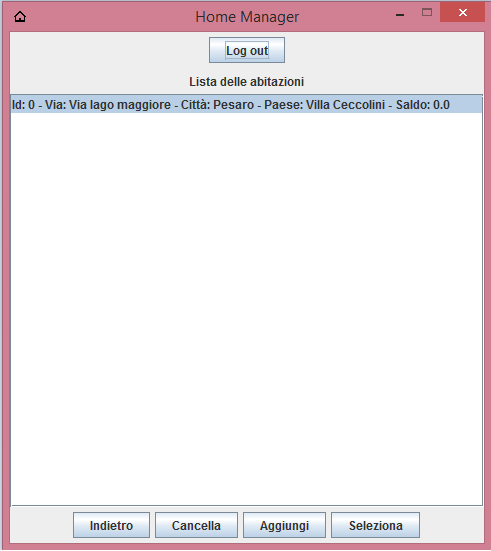 Home Manager
Log out
Lista delle abitazioni
Id: 0 - Via: Via lago maggiore - Città: Pesaro - Paese: Villa Ceccolini - Saldo: 0.0
Indietro Cancella Aggiungi Seleziona